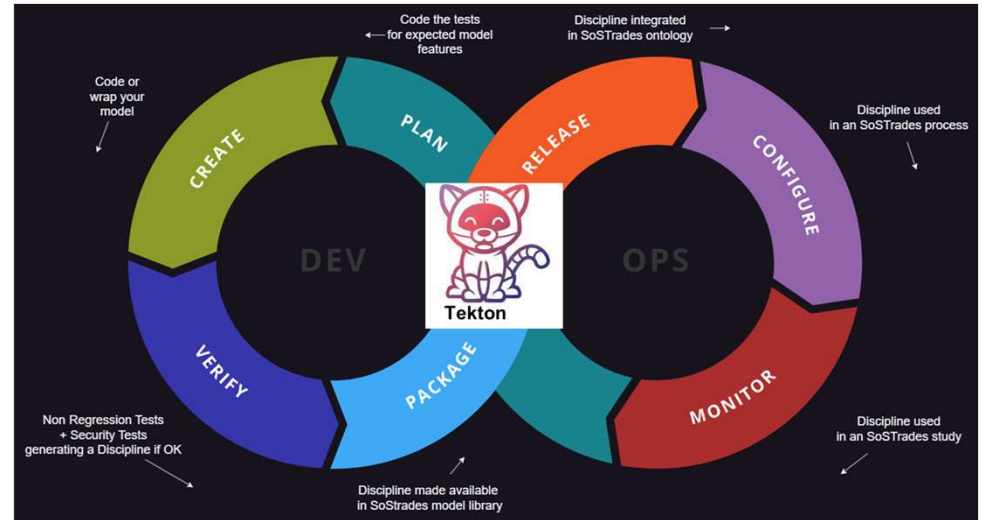 Code the tests
for expected model
features
Discipline integrated
in SoSTrades ontology
Code or
wrap your
model
Discipline used
in an SoSTrades process
PLAN
RELEASE
CREATE
CONFIGURE
DEV
OPS
Tekton
VERIFY
PACKAGE
MONITOR
Non Regression Tests
+ Security Tests
generating a Discipline if OK
Discipline used
in an SoSTrades study
Discipline made available
in SoStrades model library